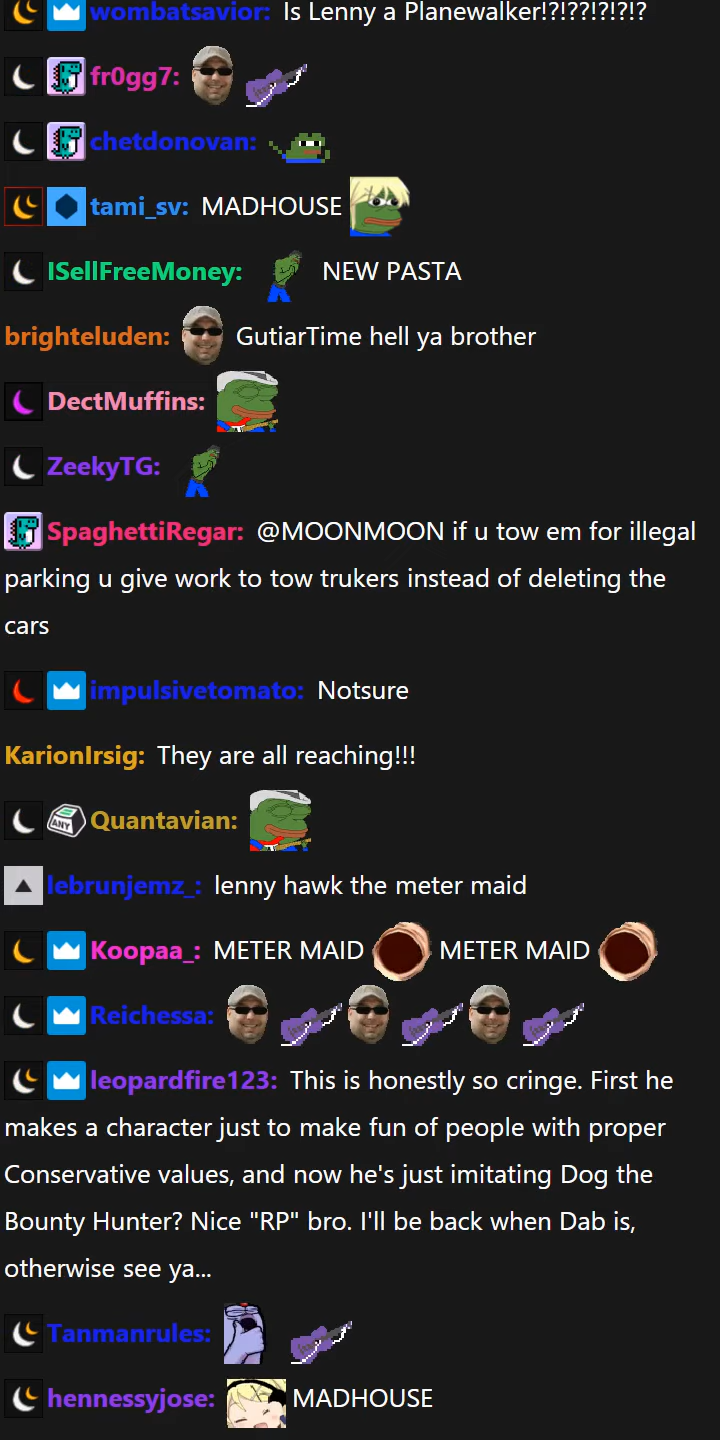 wombatsavior: Is Lenny a Planewalker!?!??!?!?!?
fr0gg7:
chetdonovan:
tami_sv: MADHOUSE
ISellFreeMoney: NEW PASTA
brighteluden: GutiarTime hell ya brother
DectMuffins:
ZeekyTG:
SpaghettiRegar: @MOONMOON if u tow em for illegal
parking u give work to tow trukers instead of deleting the
cars
impulsivetomato: Notsure
KarionIrsig: They are all reaching!!!
ANY Quantavian:
lebrunjemz_: lenny hawk the meter maid
Koopaa_: METER MAID METER MAID
Reichessa:
leopardfire123: This is honestly so cringe. First he
makes a character just to make fun of people with proper
Conservative values, and now he's just imitating Dog the
Bounty Hunter? Nice "RP" bro. I'll be back when Dab is,
otherwise see ya...
Tanmanrules:
hennessyjose: MADHOUSE